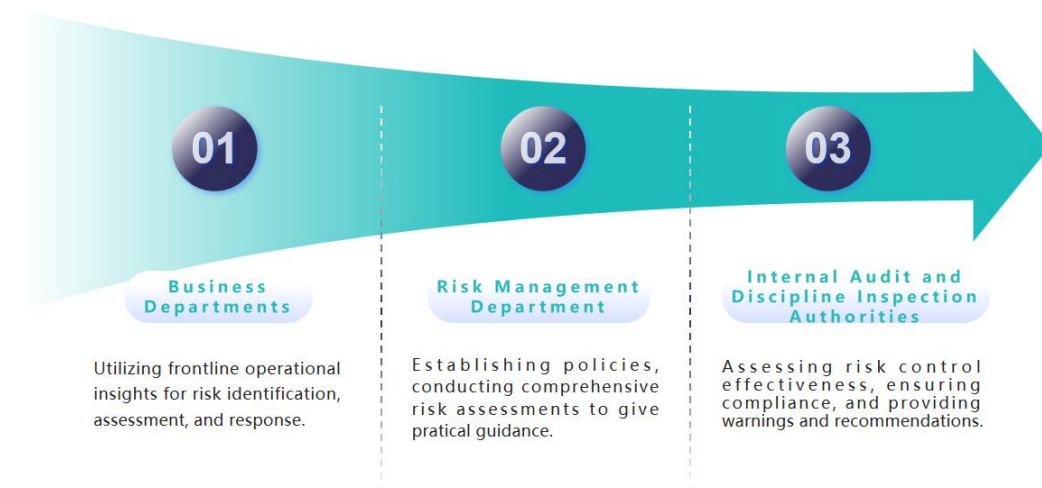 01
Business
Departments
Utilizing frontline operational
insights for risk identification,
assessment, and response.
02
Risk Management
Department
Establishing policies,
conducting comprehensive
risk assessments to give
pratical guidance.
03
Internal Audit and
Discipline Inspection
Authorities
Assessing risk control
effectiveness, ensuring
compliance, and providing
warnings and recommendations.